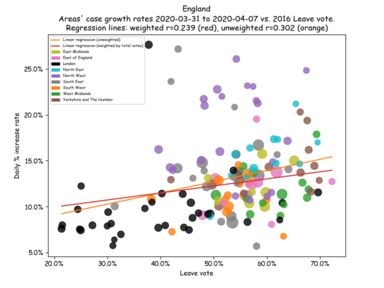 England
Areas' case growth rates 2020-03-31 to 2020-04-07 vs. 2016 Leave vote.
Regression lines: weighted r=0.239 (red), unweighted r=0.302 (orange)
Linear regression (unweighted)
Linear regression (weighted by total votes)
East Midlands
East of England
London
North East
North West
South East
South West
West Midlands
Yorkshire and The Humber
Daily % increase rate
25.0%
20.0%
15.0%
10.0%
5.0%
20.0%
30.0%
40.0%
50.0%
60.0%
70.0%
Leave vote